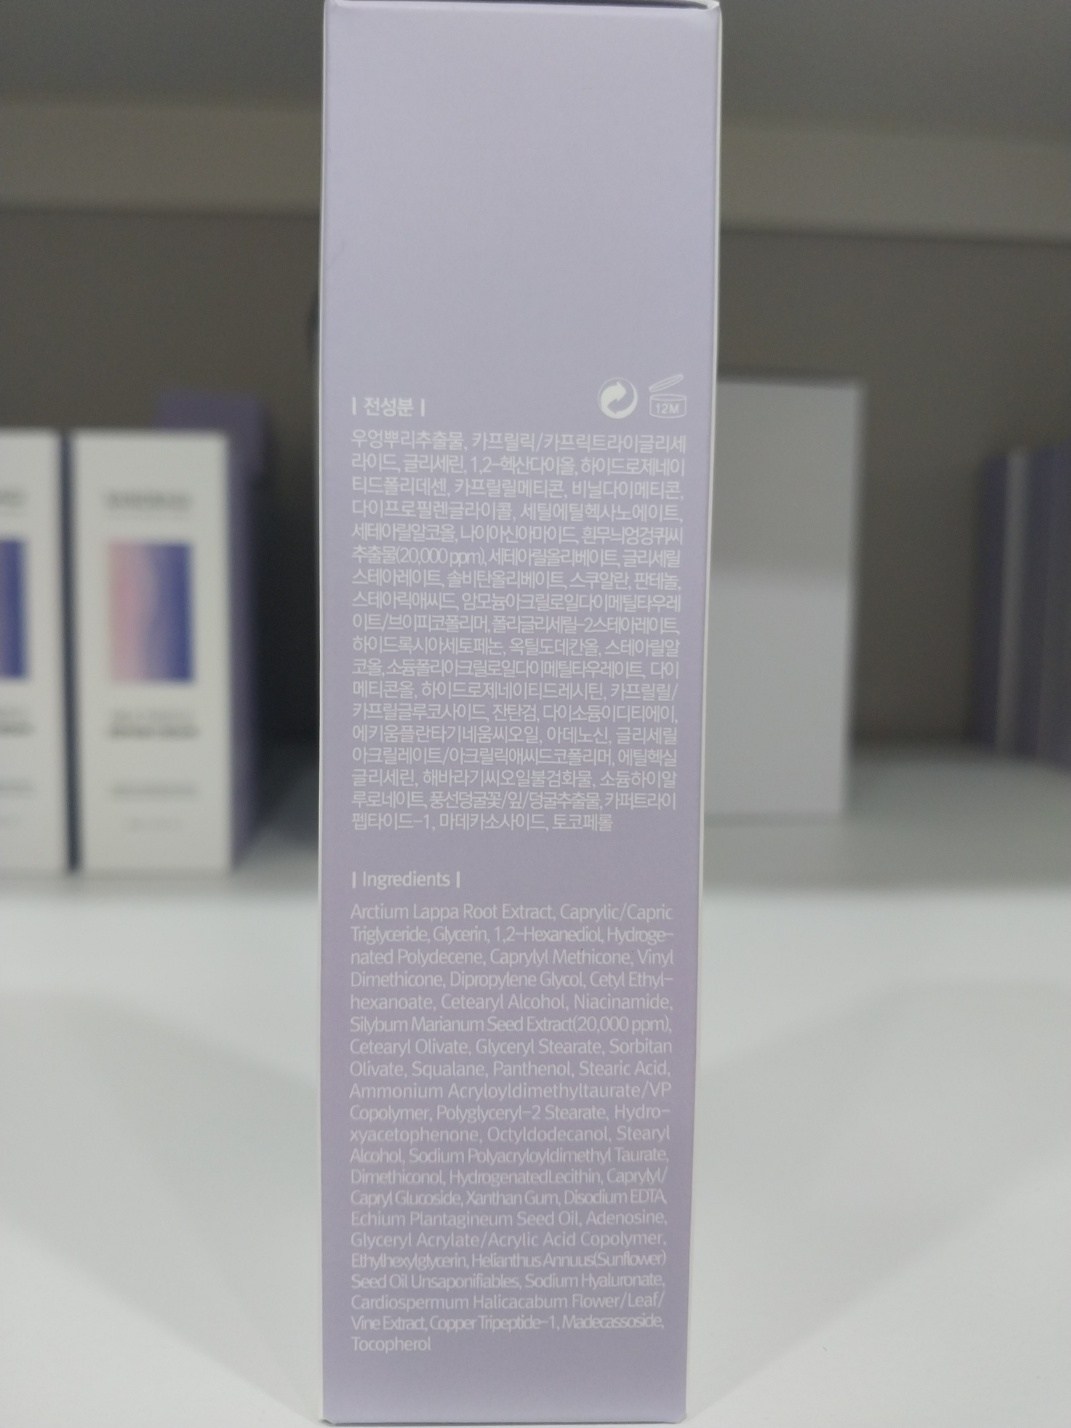 | 전성분 |
12M
우엉뿌리추출물, 카프릴릭/카프릭트라이글리세
라이드, 글리세린, 1,2-헥산다이올, 하이드로제네이
티드폴리데센, 카프릴릴메티콘, 비닐다이메티콘,
다이프로필렌글라이콜, 세틸에틸헥사노에이트,
세테아릴알코올, 나이아신아마이드, 흰무늬엉겅퀴씨
추출물(20,000 ppm), 세테아릴올리베이트, 글리세릴
스테아레이트, 솔비탄올리베이트, 스쿠알란, 판테놀,
스테아릭애씨드, 암모늄아크릴로일다이메틸타우레
이트/브이피코폴리머, 폴리글리세릴-2스테아레이트,
하이드록시아세토페논, 옥틸도데칸올, 스테아릴알
코올, 소듐폴리아크릴로일다이메틸타우레이트, 다이
메티콘올, 하이드로제네이티드레시틴, 카프릴릴/
카프릴글루코사이드, 잔탄검, 다이소듐이디티에이,
에키움플란타기네움씨오일, 아데노신, 글리세릴
아크릴레이트/아크릴릭애씨드코폴리머, 에틸헥실
글리세린, 해바라기씨오일불검화물, 소듐하이알
루로네이트, 풍선덩굴꽃/잎/덩굴추출물, 카퍼트라이
펩타이드-1, 마데카소사이드, 토코페롤
| Ingredients |
Arctium Lappa Root Extract, Caprylic/Capric
Triglyceride, Glycerin, 1,2-Hexanediol, Hydroge-
nated Polydecene, Caprylyl Methicone, Vinyl
Dimethicone, Dipropylene Glycol, Cetyl Ethyl-
hexanoate, Cetearyl Alcohol, Niacinamide,
Silybum Marianum Seed Extract(20,000 ppm),
Cetearyl Olivate, Glyceryl Stearate, Sorbitan
Olivate, Squalane, Panthenol, Stearic Acid,
Ammonium Acryloyldimethyltaurate/VP
Copolymer, Polyglyceryl-2 Stearate, Hydro-
xyacetophenone, Octyldodecanol, Stearyl
Alcohol, Sodium Polyacryloyldimethyl Taurate,
Dimethiconol, HydrogenatedLecithin, Caprylyl/
Capryl Glucoside, Xanthan Gum, Disodium EDTA,
Echium Plantagineum Seed Oil, Adenosine,
Glyceryl Acrylate/Acrylic Acid Copolymer,
Ethylhexylglycerin, Helianthus Annuus(Sunflower)
Seed Oil Unsaponifiables, Sodium Hyaluronate,
Cardiospermum Halicacabum Flower/Leaf/
Vine Extract, Copper Tripeptide-1, Madecassoside,
Tocopherol